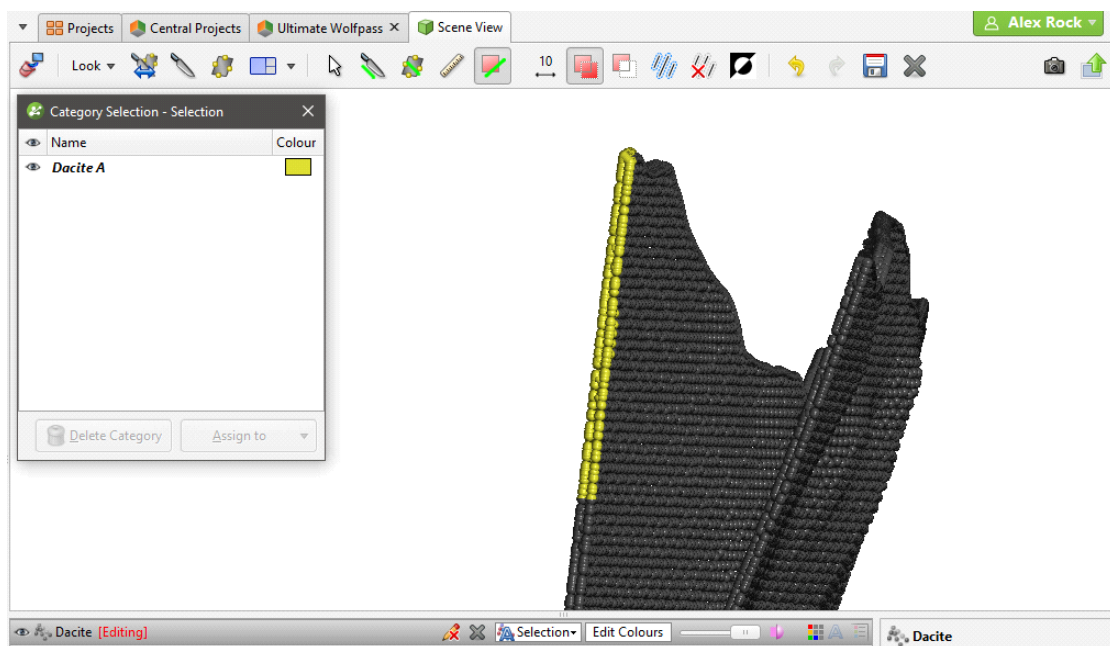 Projects Central Projects Ultimate Wolfpass Scene View Alex Rock
Look 10
Category Selection - Selection
Name Colour
Dacite A
Delete Category Assign to
Dacite [Editing] Selection Edit Colours Dacite